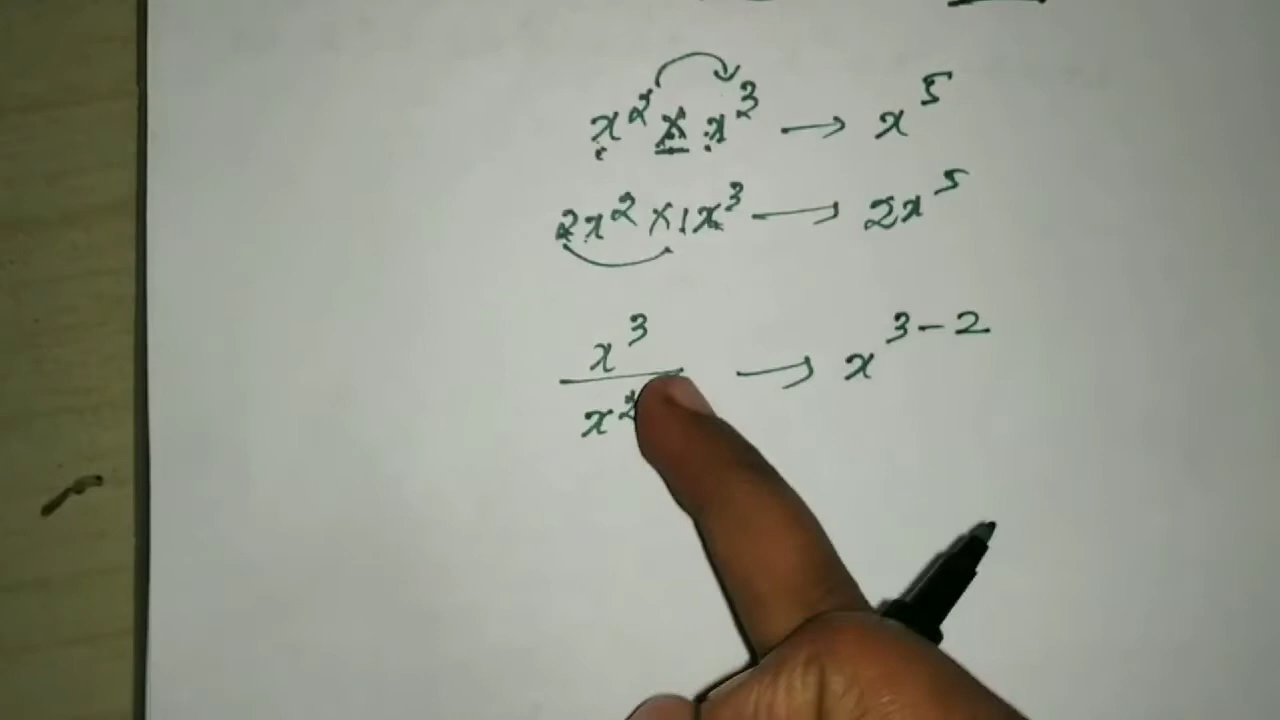 x² × x³ → x⁵
2x² × 1x³ → 2x⁵
x³/x² → x³⁻²